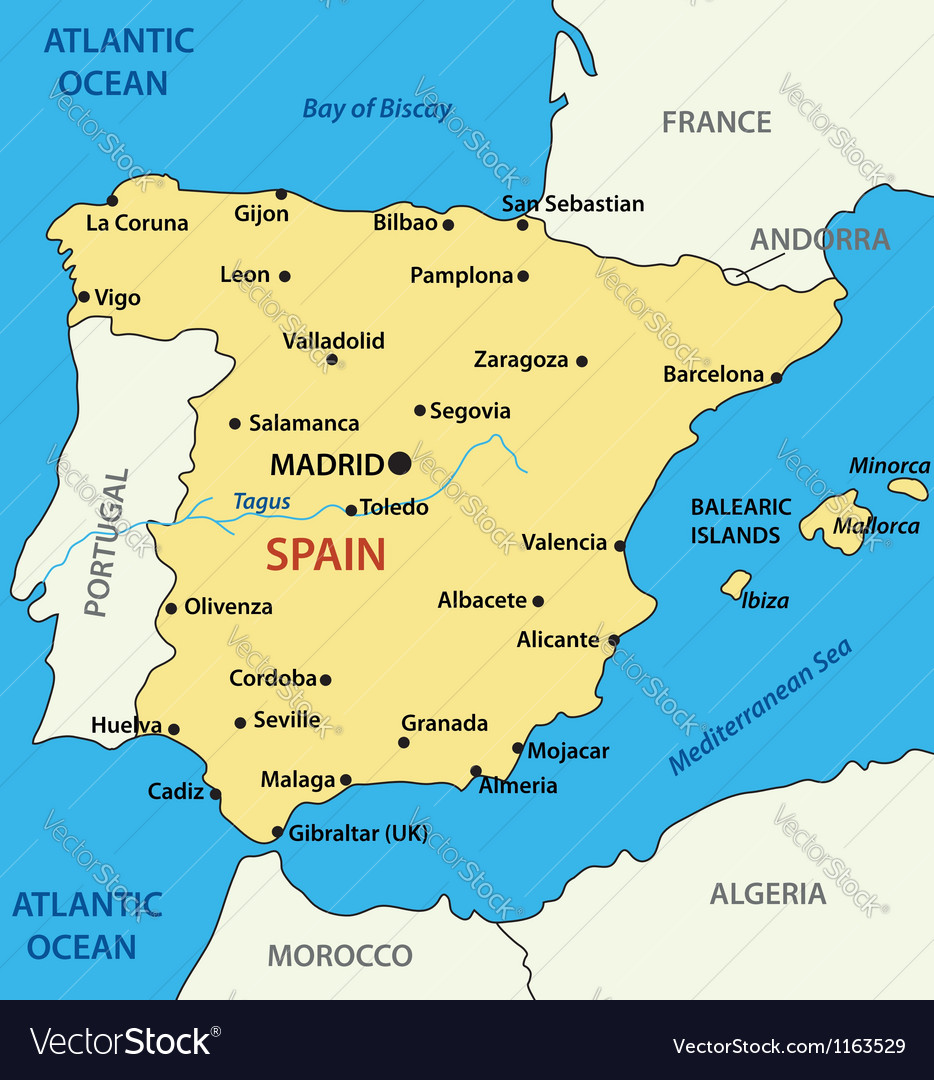 ATLANTIC
OCEAN
Bay of Biscay
FRANCE
San Sebastian
La Coruna
Gijon
Bilbao
ANDORRA
Leon
Pamplona
Vigo
Valladolid
Zaragoza
Barcelona
Salamanca
Segovia
MADRID
Minorca
Tagus
Toledo
BALEARIC
ISLANDS
Mallorca
PORTUGAL
SPAIN
Valencia
Olivenza
Albacete
Ibiza
Alicante
Cordoba
Mediterranean Sea
Huelva
Seville
Granada
Mojacar
Cadiz
Malaga
Almeria
Gibraltar (UK)
ATLANTIC
OCEAN
ALGERIA
MOROCCO
VectorStock®
VectorStock.com/1163529